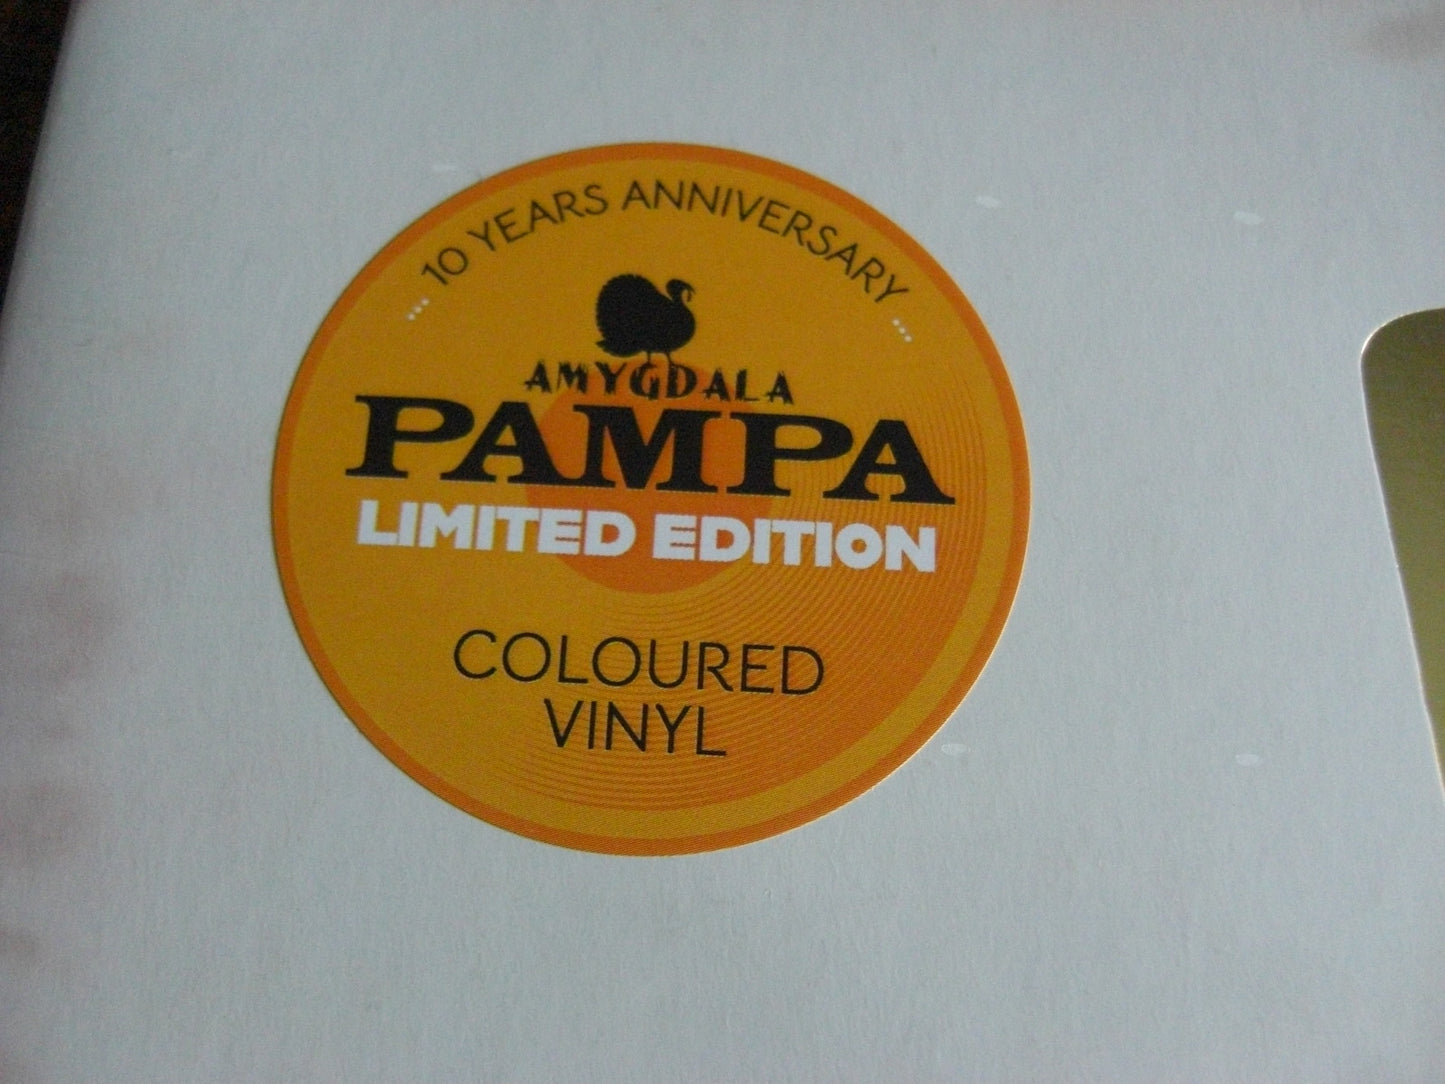 10 YEARS ANNIVERSARY
AMYGDALA
PAMPA
LIMITED EDITION
COLOURED
VINYL